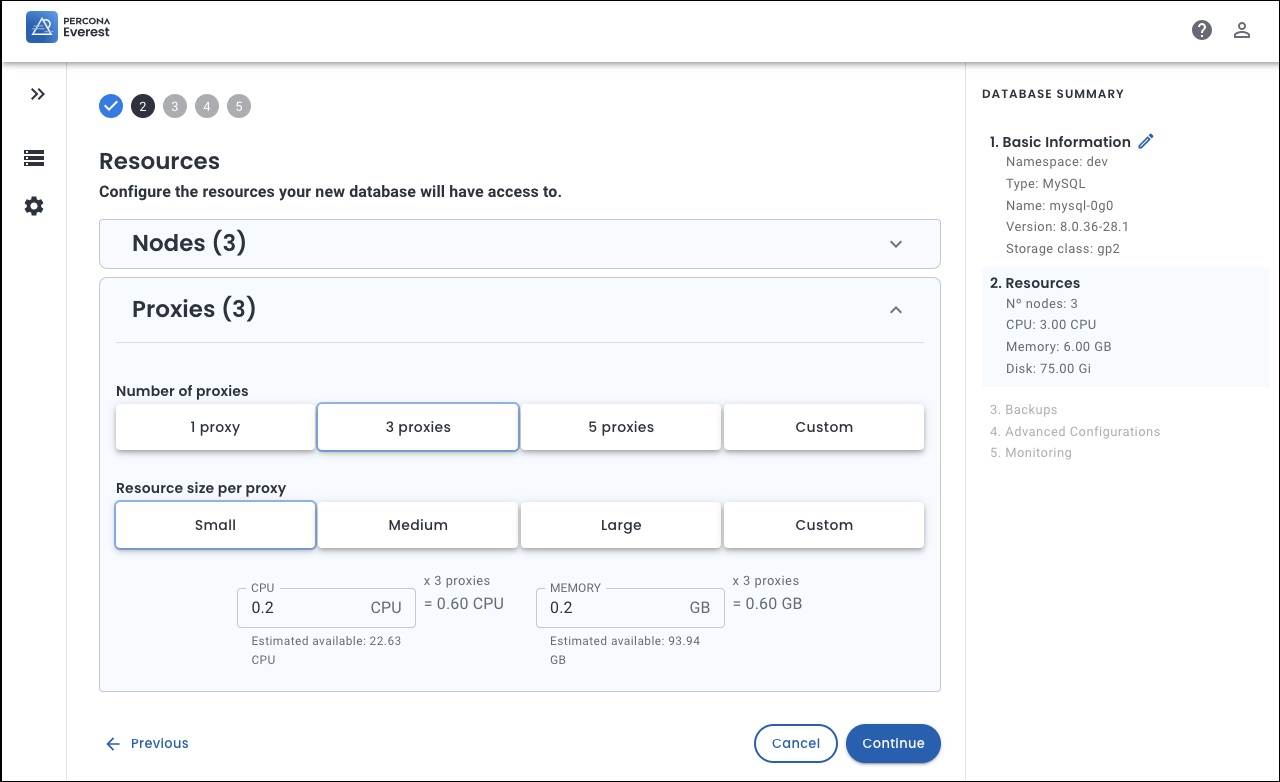 PERCONA
Everest
2 3 4 5
Resources
Configure the resources your new database will have access to.
Nodes (3)
Proxies (3)
Number of proxies
1 proxy 3 proxies 5 proxies Custom
Resource size per proxy
Small Medium Large Custom
CPU
0.2 CPU
x 3 proxies
= 0.60 CPU
Estimated available: 22.63
CPU
MEMORY
0.2 GB
x 3 proxies
= 0.60 GB
Estimated available: 93.94
GB
Previous
Cancel
Continue
DATABASE SUMMARY
1. Basic Information
Namespace: dev
Type: MySQL
Name: mysql-0g0
Version: 8.0.36-28.1
Storage class: gp2
2. Resources
Nº nodes: 3
CPU: 3.00 CPU
Memory: 6.00 GB
Disk: 75.00 Gi
3. Backups
4. Advanced Configurations
5. Monitoring